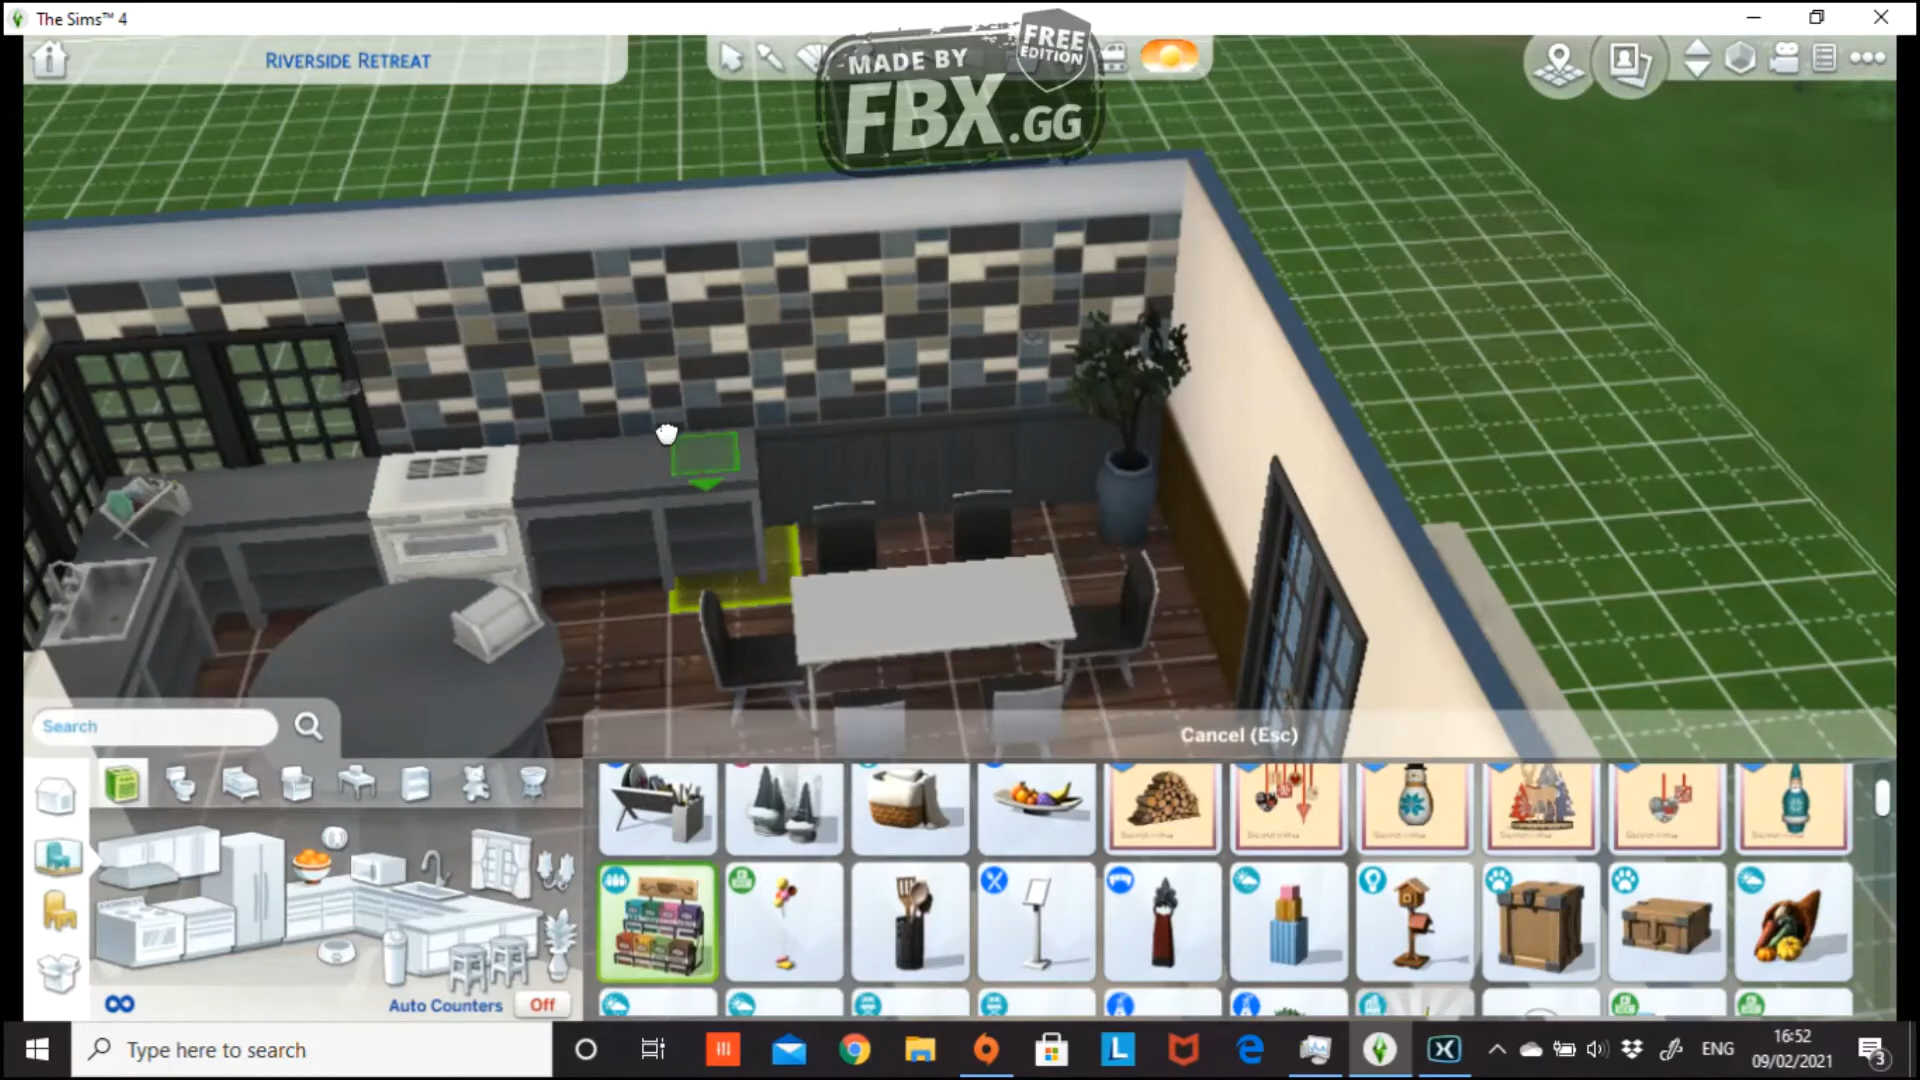 The Sims™ 4
RIVERSIDE RETREAT
MADE BY
FREE
EDITION
FBX.GG
Search
Cancel (Esc)
Auto Counters
Off
Type here to search
ENG
16:52
09/02/2021
3